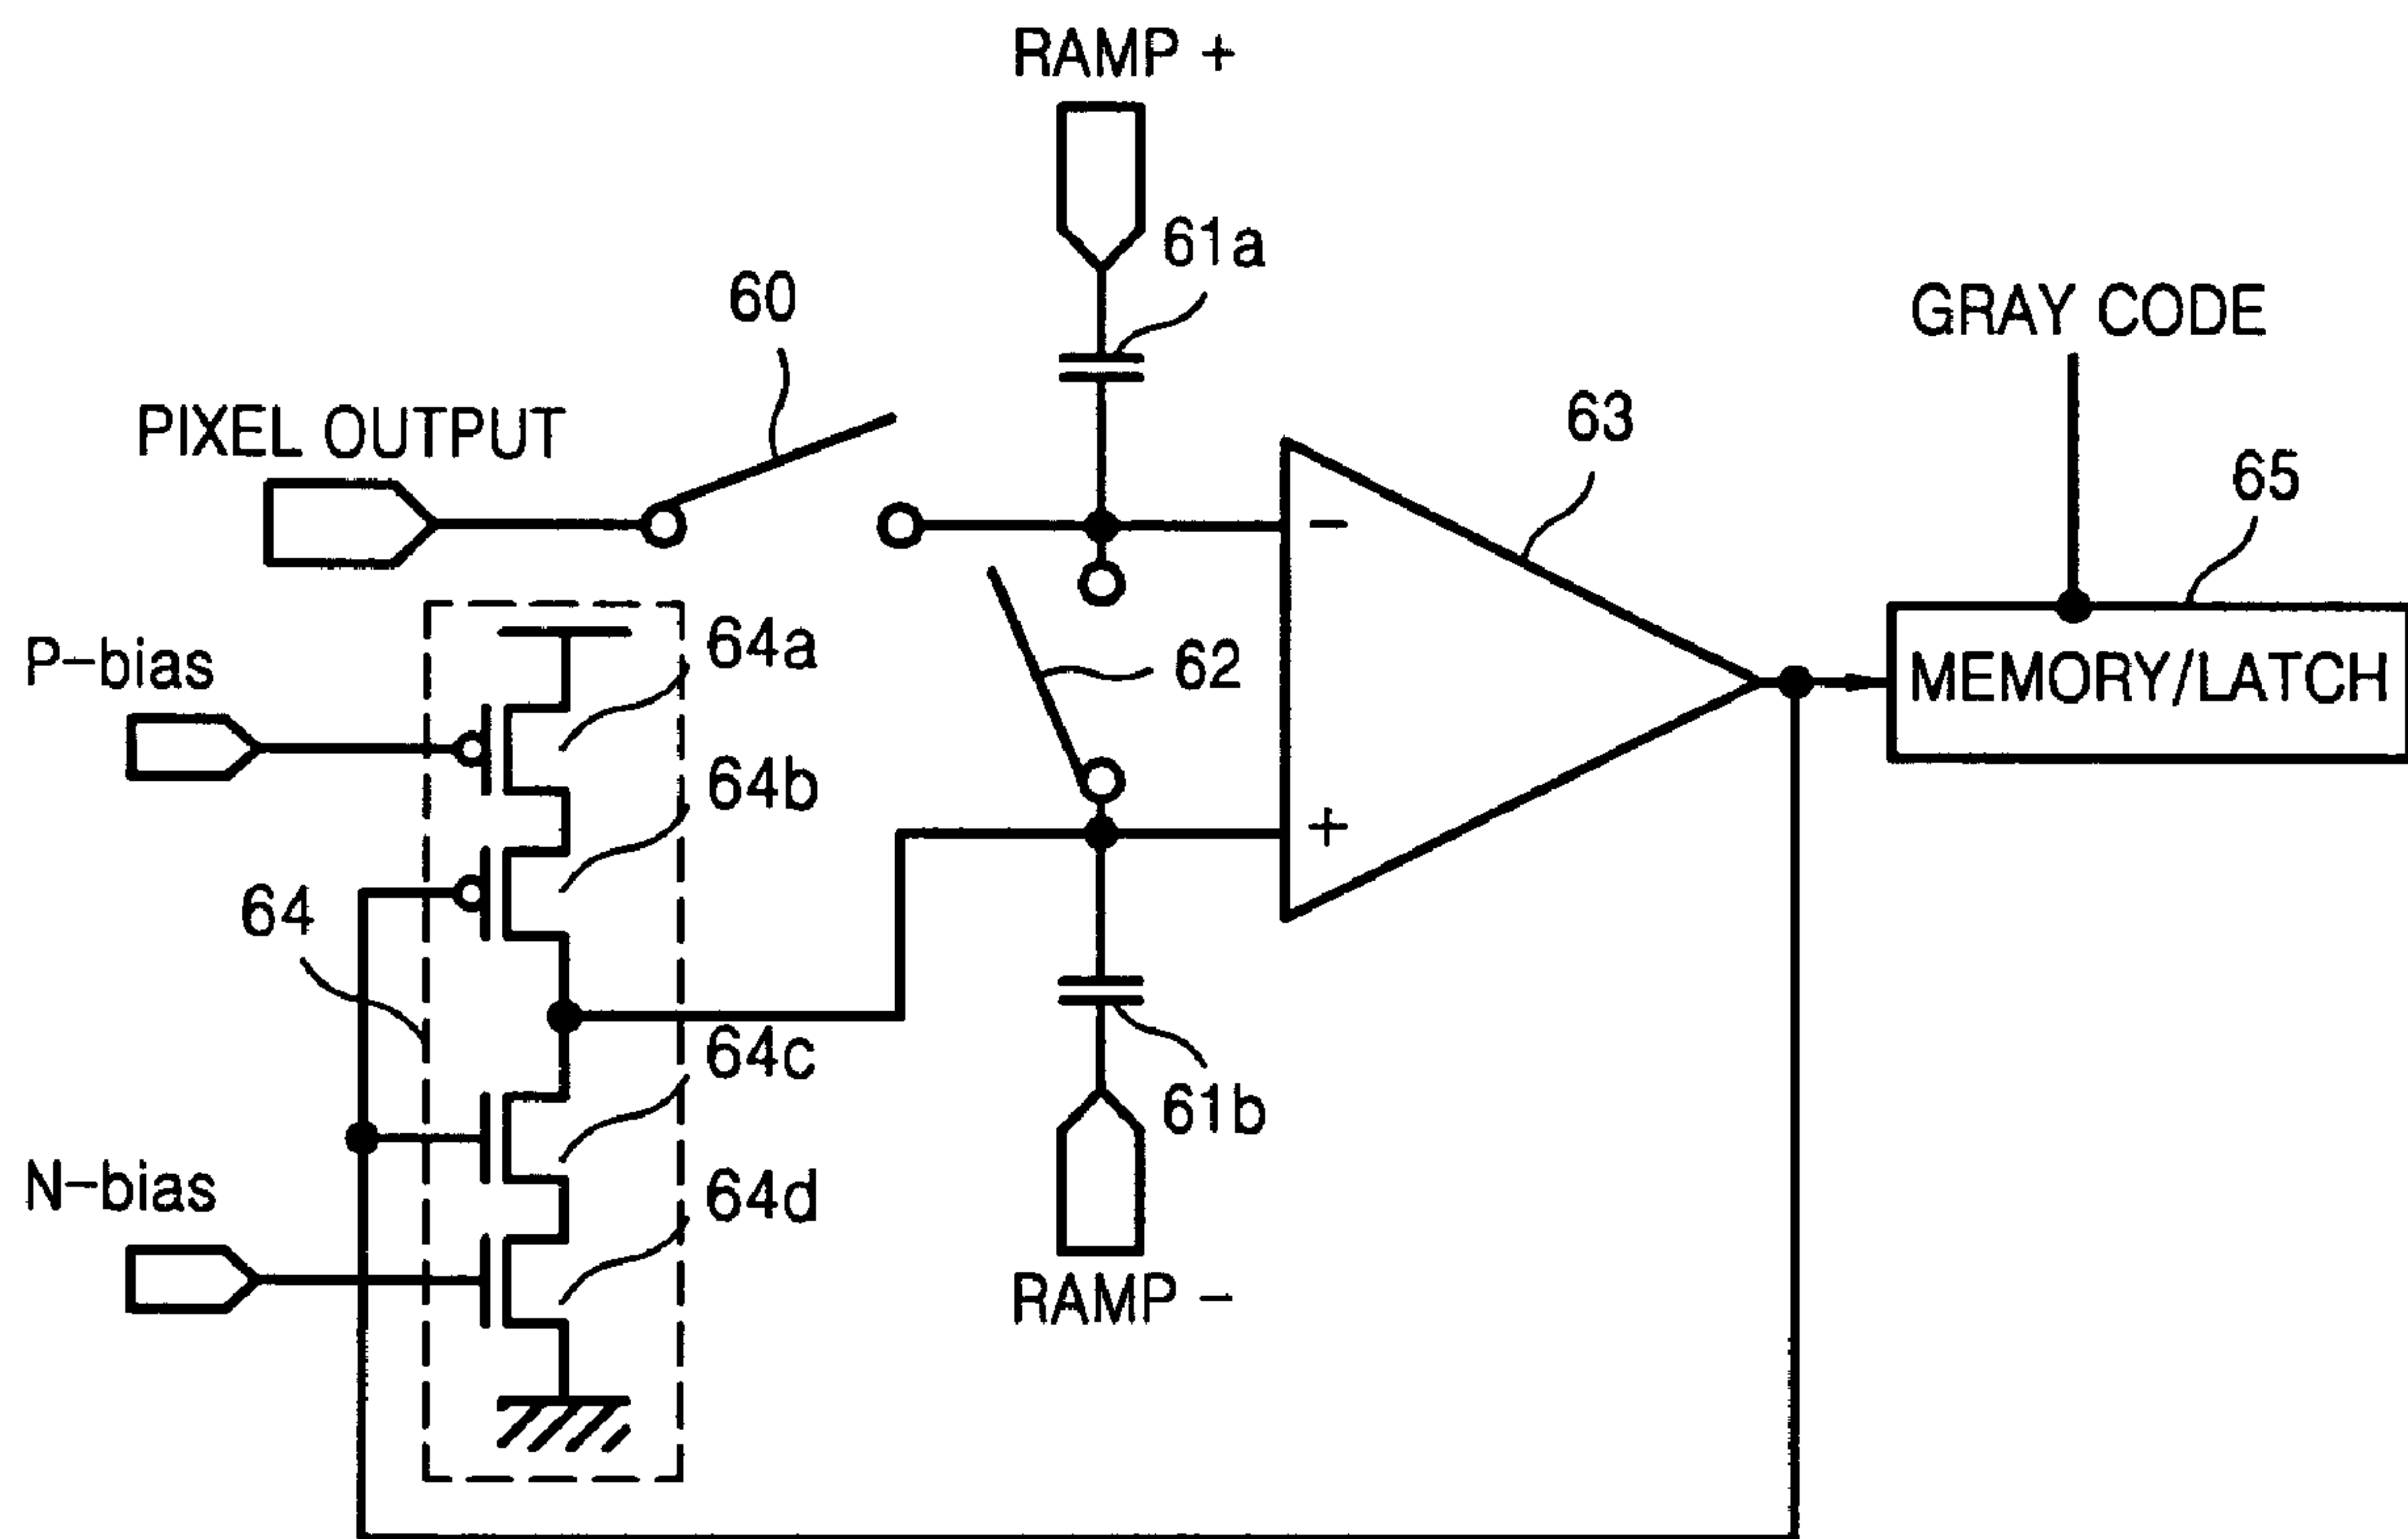 RAMP +
61a
60
GRAY CODE
PIXEL OUTPUT
63
65
−
P-bias
64a
62
MEMORY/LATCH
64b
+
64
64c
61b
N-bias
64d
RAMP −